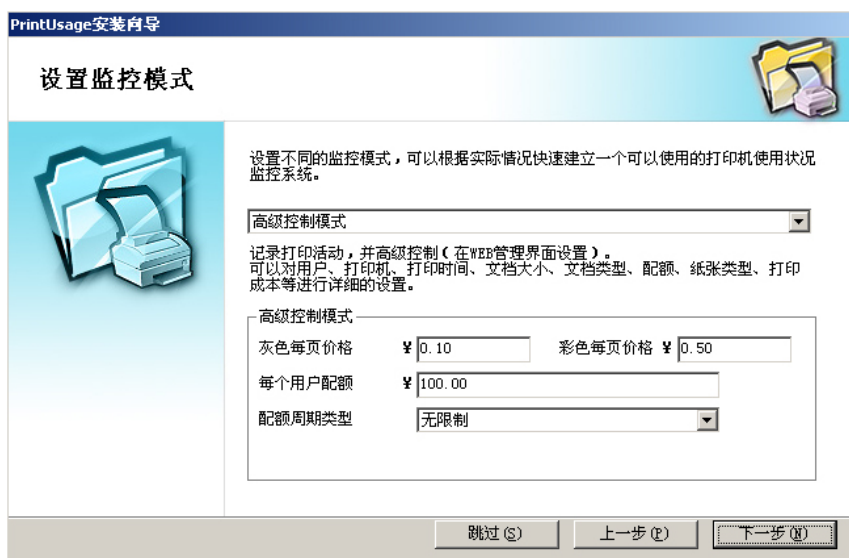 PrintUsage安装向导
设置监控模式
设置不同的监控模式，可以根据实际情况快速建立一个可以使用的打印机使用状况
监控系统。
高级控制模式
记录打印活动，并高级控制(在WEB管理界面设置)。
可以对用户、打印机、打印时间、文档大小、文档类型、配额、纸张类型、打印
成本等进行详细的设置。
高级控制模式
灰色每页价格 ¥ 0.10 彩色每页价格 ¥ 0.50
每个用户配额 ¥ 100.00
配额周期类型 无限制
跳过(S) 上一步(P) 下一步(N)